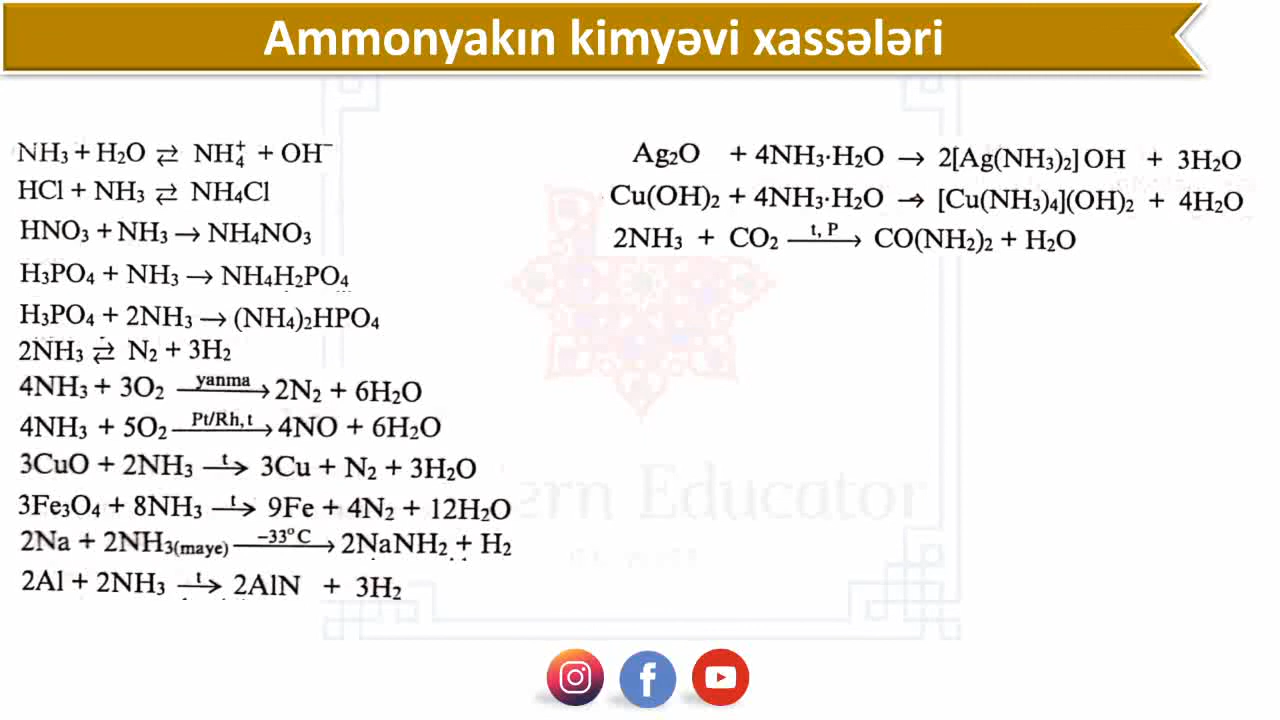 Ammonyakın kimyəvi xassələri
NH₃ + H₂O ⇄ NH₄⁺ + OH⁻
HCl + NH₃ ⇄ NH₄Cl
HNO₃ + NH₃ → NH₄NO₃
H₃PO₄ + NH₃ → NH₄H₂PO₄
H₃PO₄ + 2NH₃ → (NH₄)₂HPO₄
2NH₃ ⇄ N₂ + 3H₂
4NH₃ + 3O₂ —yanma→ 2N₂ + 6H₂O
4NH₃ + 5O₂ —Pt/Rh, t→ 4NO + 6H₂O
3CuO + 2NH₃ —t→ 3Cu + N₂ + 3H₂O
3Fe₃O₄ + 8NH₃ —t→ 9Fe + 4N₂ + 12H₂O
2Na + 2NH₃(maye) —−33°C→ 2NaNH₂ + H₂
2Al + 2NH₃ —t→ 2AlN + 3H₂
Ag₂O + 4NH₃·H₂O → 2[Ag(NH₃)₂]OH + 3H₂O
Cu(OH)₂ + 4NH₃·H₂O → [Cu(NH₃)₄](OH)₂ + 4H₂O
2NH₃ + CO₂ —t, P→ CO(NH₂)₂ + H₂O
Educator